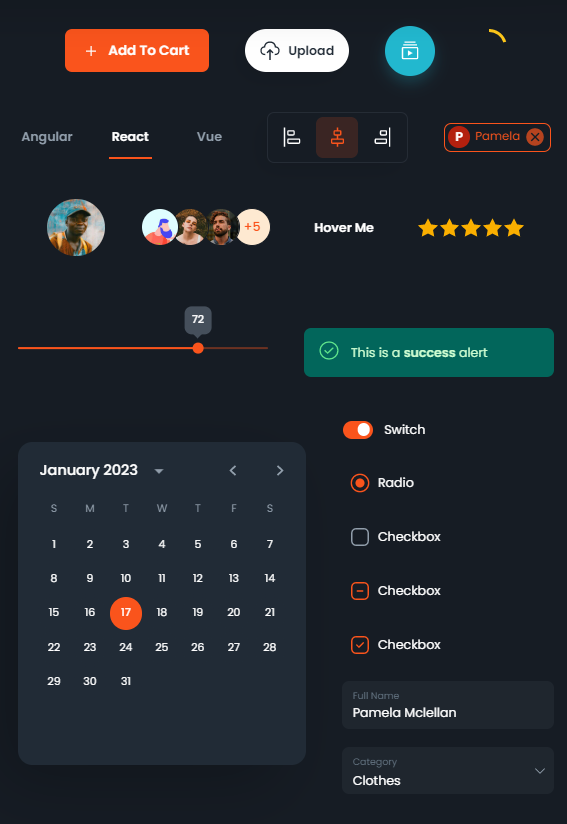 + Add To Cart
Upload
Angular
React
Vue
P Pamela
+5
Hover Me
72
This is a success alert
Switch
January 2023
Radio
S M T W T F S
Checkbox
1 2 3 4 5 6 7
8 9 10 11 12 13 14
Checkbox
15 16 17 18 19 20 21
22 23 24 25 26 27 28
Checkbox
29 30 31
Full Name
Pamela Mclellan
Category
Clothes